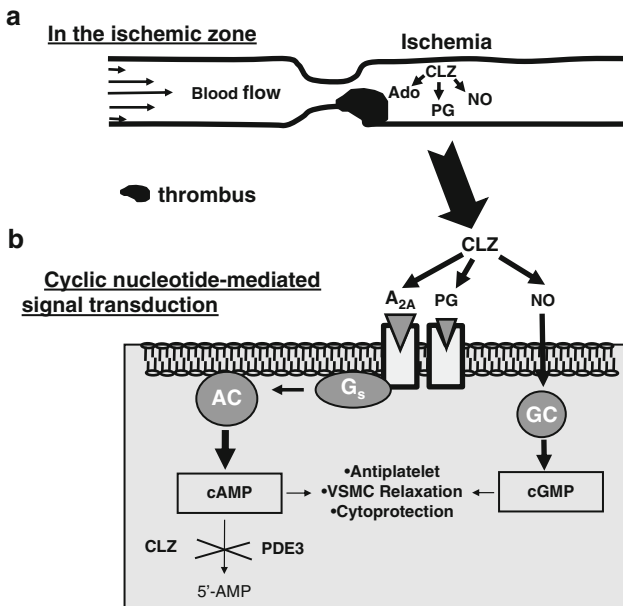 a
In the ischemic zone
Ischemia
CLZ
Blood flow
Ado
NO
PG
thrombus
b
CLZ
Cyclic nucleotide-mediated
signal transduction
A2A
PG
NO
AC
Gs
GC
•Antiplatelet
cAMP
•VSMC Relaxation
cGMP
•Cytoprotection
CLZ
PDE3
5'-AMP